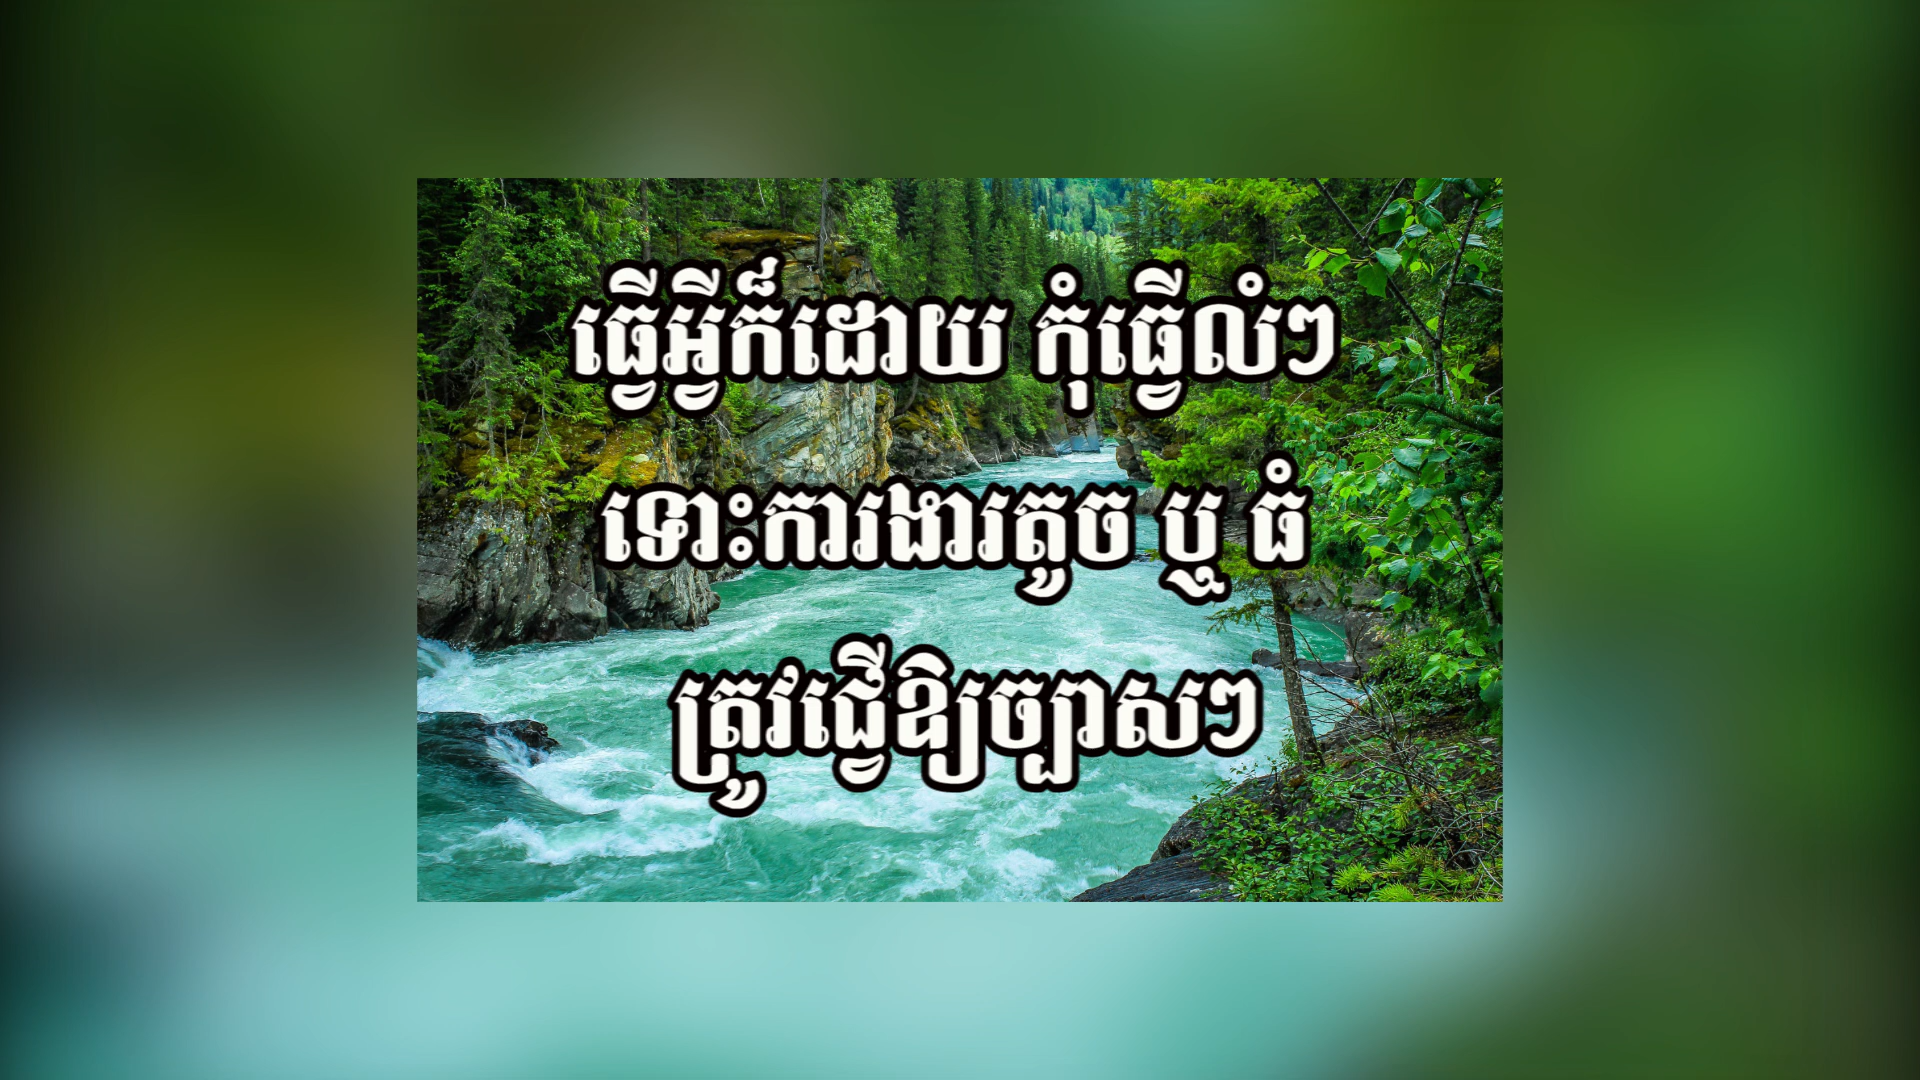 ធ្វើអ្វីក៏ដោយ កុំធ្វើលំៗ
ទោះការងារតូច ឬ ធំ
ត្រូវជ្វើឱ្យច្បាសៗ